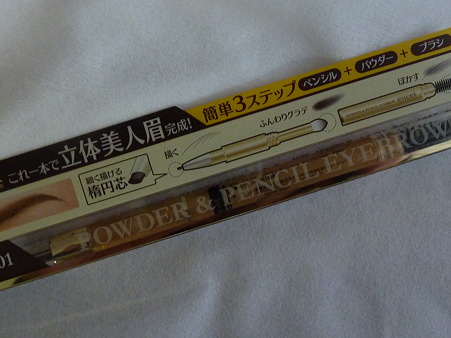 これ一本で立体美人眉完成!
簡単3ステップ ペンシル + パウダー + ブラシ
細く描ける
楕円芯
描く
ふんわりグラデ
ぼかす
POWDER & PENCIL EYEBROW
01